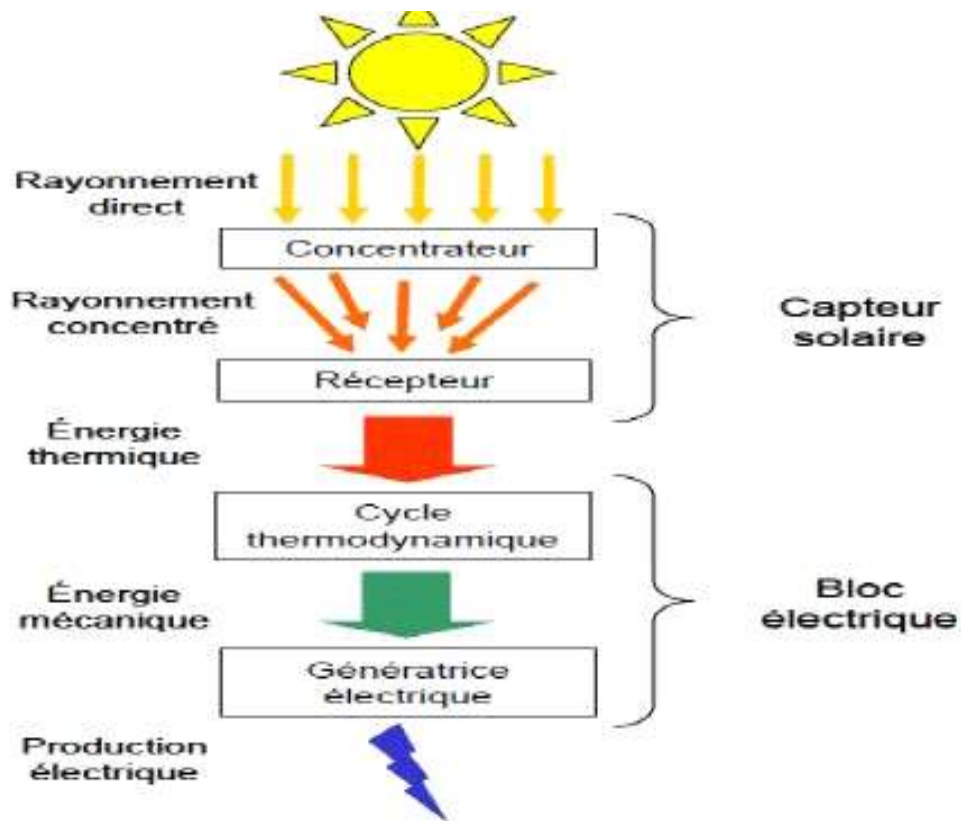 Rayonnement
direct
Concentrateur
Rayonnement
concentré
Capteur
solaire
Récepteur
Énergie
thermique
Cycle
thermodynamique
Énergie
mécanique
Bloc
électrique
Génératrice
électrique
Production
électrique